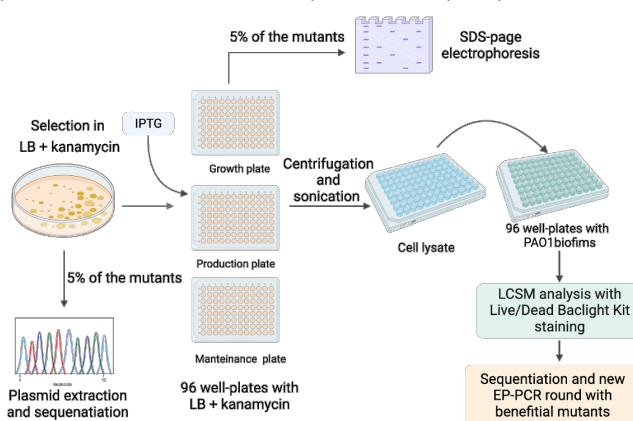 5% of the mutants
SDS-page
electrophoresis
Selection in
LB + kanamycin
IPTG
Growth plate
Centrifugation
and
sonication
Production plate
Cell lysate
96 well-plates with
PAO1biofims
5% of the mutants
Manteinance plate
LCSM analysis with
Live/Dead Baclight Kit
staining
Plasmid extraction
and sequenatiation
96 well-plates with
LB + kanamycin
Sequentiation and new
EP-PCR round with
benefitial mutants